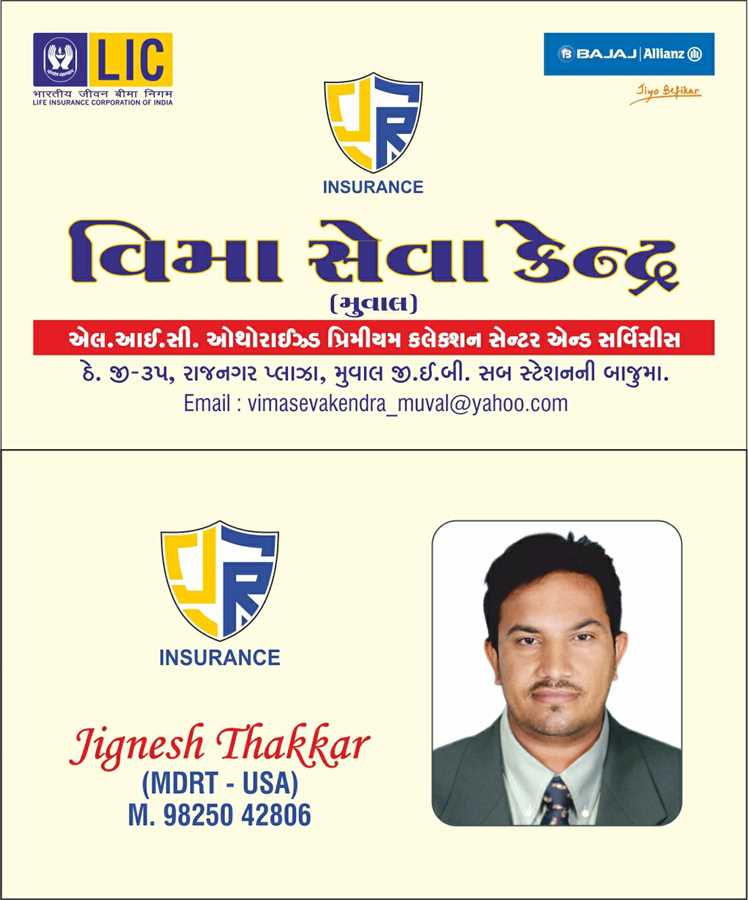 LIC
भारतीय जीवन बीमा निगम
LIFE INSURANCE CORPORATION OF INDIA
B BAJAJ | Allianz
Jiyo Befikar
JR
INSURANCE
વિમા સેવા કેન્દ્ર
(મુવાલ)
એલ.આઈ.સી. ઓથોરાઈઝ્ડ પ્રિમીયમ કલેક્શન સેન્ટર એન્ડ સર્વિસીસ
ઠે. જી-૩૫, રાજનગર પ્લાઝા, મુવાલ જી.ઈ.બી. સબ સ્ટેશનની બાજુમા.
Email : vimasevakendra_muval@yahoo.com
JR
INSURANCE
Jignesh Thakkar
(MDRT - USA)
M. 98250 42806